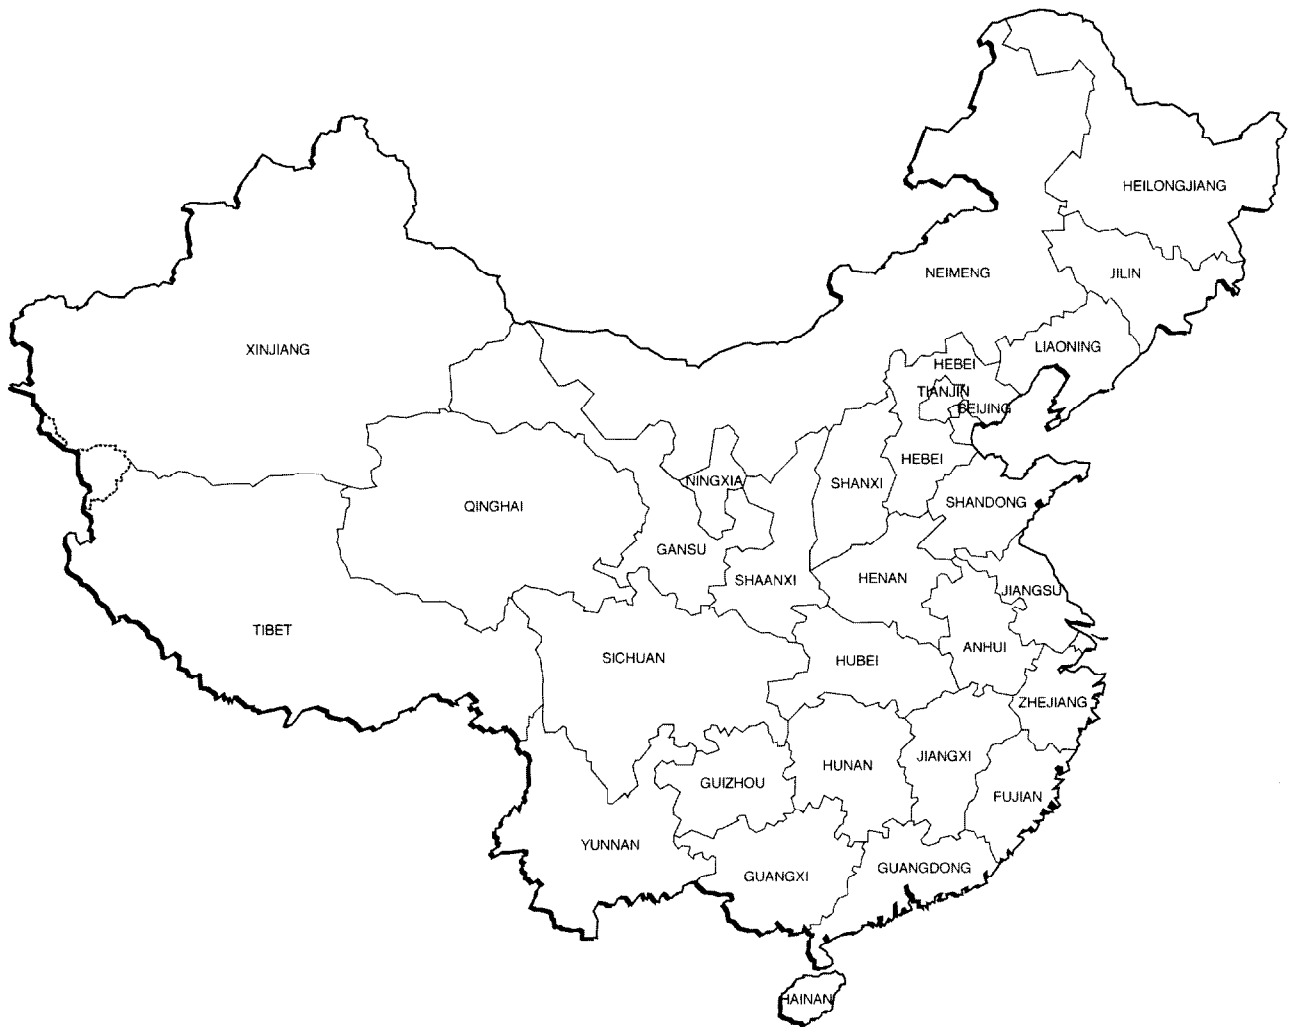 HEILONGJIANG
NEIMENG
JILIN
XINJIANG
LIAONING
HEBEI
TIANJIN
BEIJING
HEBEI
NINGXIA
SHANXI
SHANDONG
QINGHAI
GANSU
SHAANXI
HENAN
JIANGSU
TIBET
SICHUAN
HUBEI
ANHUI
ZHEJIANG
GUIZHOU
HUNAN
JIANGXI
FUJIAN
YUNNAN
GUANGXI
GUANGDONG
HAINAN